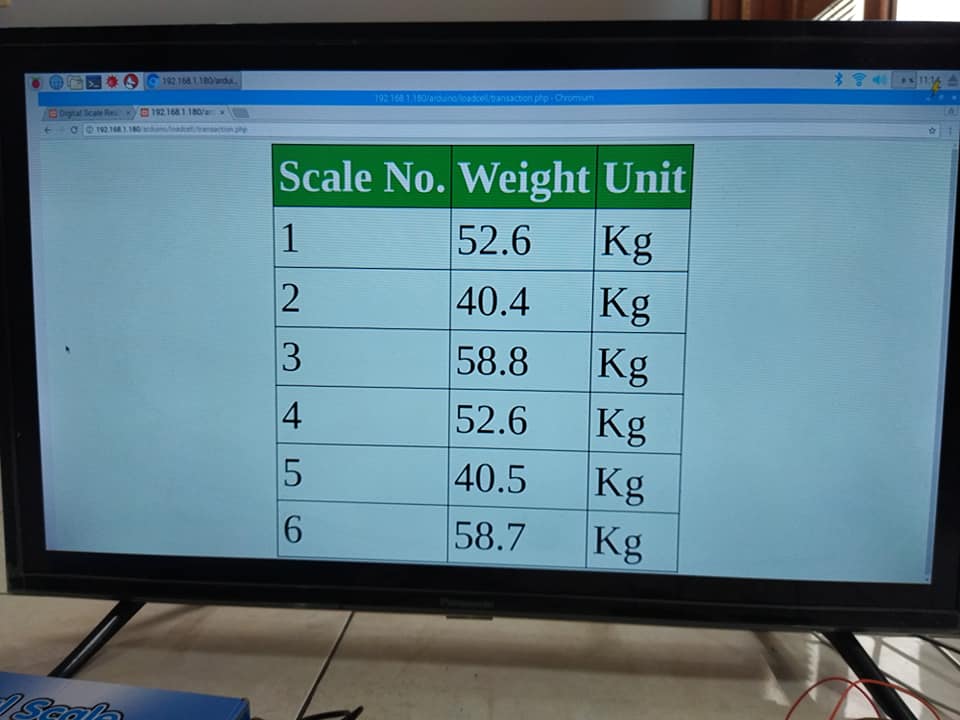 192.168.1.180/ardui...
11:14
192.168.1.180/arduino/loadcell/transaction.php - Chromium
Digital Scale Res
192.168.1.180/ar
192.168.1.180/arduino/loadcell/transaction.php
Scale No. Weight Unit
1 52.6 Kg
2 40.4 Kg
3 58.8 Kg
4 52.6 Kg
5 40.5 Kg
6 58.7 Kg
Scale